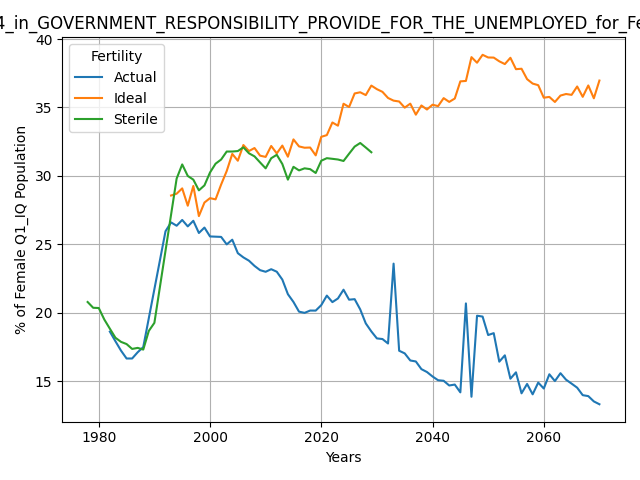 4_in_GOVERNMENT_RESPONSIBILITY_PROVIDE_FOR_THE_UNEMPLOYED_for_Fe
40
35
30
25
20
15
% of Female Q1_IQ Population
Fertility
Actual
Ideal
Sterile
1980 2000 2020 2040 2060
Years